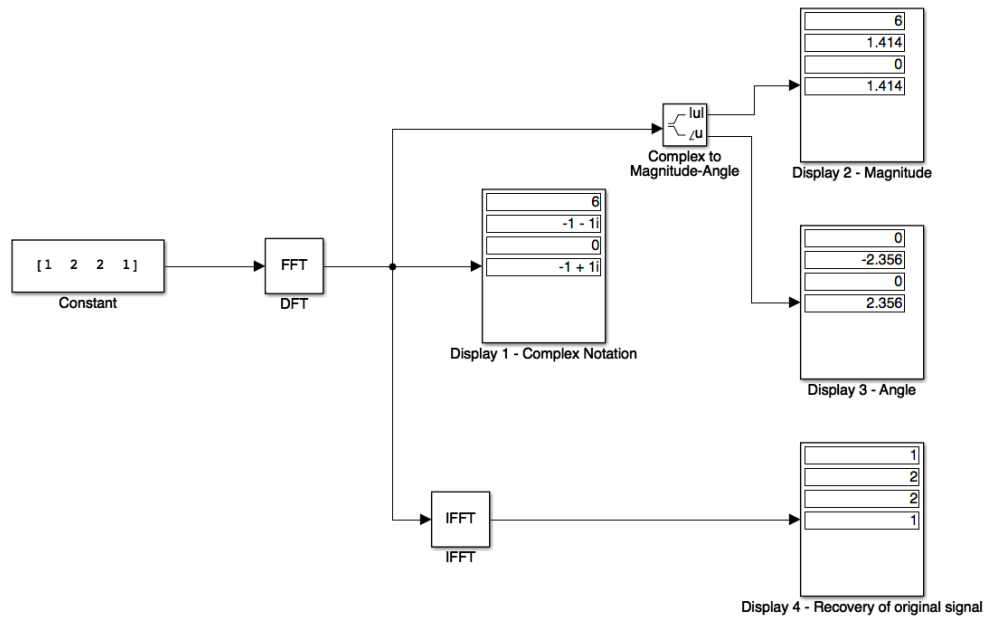 [1 2 2 1]
Constant
FFT
DFT
6
-1 - 1i
0
-1 + 1i
Display 1 - Complex Notation
|u|
∠u
Complex to
Magnitude-Angle
6
1.414
0
1.414
Display 2 - Magnitude
0
-2.356
0
2.356
Display 3 - Angle
IFFT
IFFT
1
2
2
1
Display 4 - Recovery of original signal